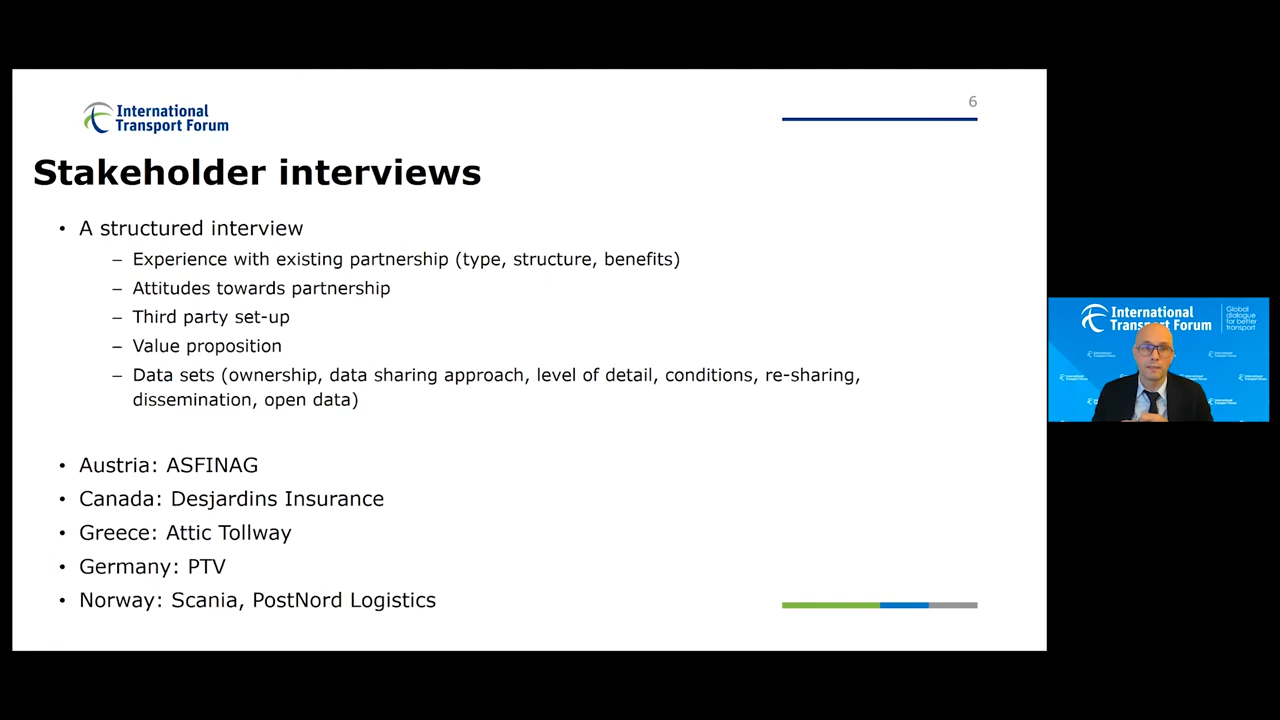 International
Transport Forum
6
Stakeholder interviews
• A structured interview
– Experience with existing partnership (type, structure, benefits)
– Attitudes towards partnership
– Third party set-up
– Value proposition
– Data sets (ownership, data sharing approach, level of detail, conditions, re-sharing,
dissemination, open data)
• Austria: ASFINAG
• Canada: Desjardins Insurance
• Greece: Attic Tollway
• Germany: PTV
• Norway: Scania, PostNord Logistics
International
Transport Forum
Global
dialogue
for better
transport